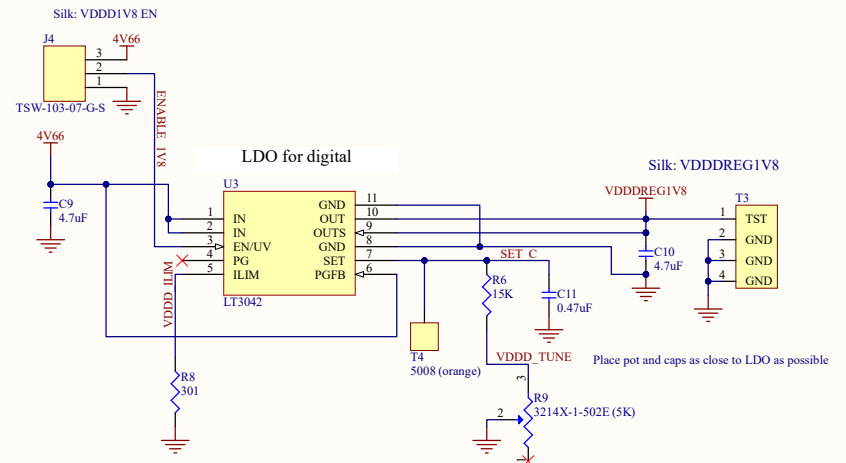 Silk: VDDD1V8 EN
J4
4V66
3
2
1
TSW-103-07-G-S
ENABLE_1V8
4V66
C9
4.7uF
LDO for digital
U3
1 IN
2 IN
3 EN/UV
4 PG
5 ILIM
GND 11
OUT 10
OUTS 9
GND 8
SET 7
PGFB 6
LT3042
VDDD_ILIM
R8
301
SET_C
T4
5008 (orange)
R6
15K
C11
0.47uF
VDDD_TUNE
3
R9
3214X-1-502E (5K)
2
1
Silk: VDDDREG1V8
VDDDREG1V8
C10
4.7uF
T3
1 TST
2 GND
3 GND
4 GND
Place pot and caps as close to LDO as possible